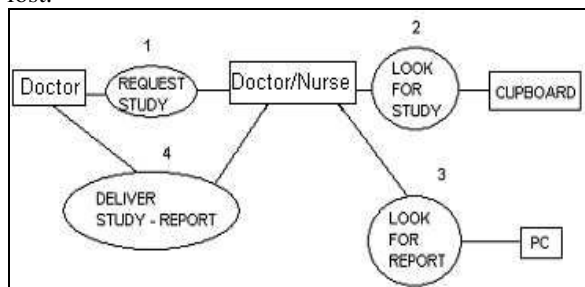 lost.
1
2
Doctor
REQUEST
STUDY
Doctor/Nurse
LOOK
FOR
STUDY
CUPBOARD
4
DELIVER
STUDY - REPORT
3
LOOK
FOR
REPORT
PC